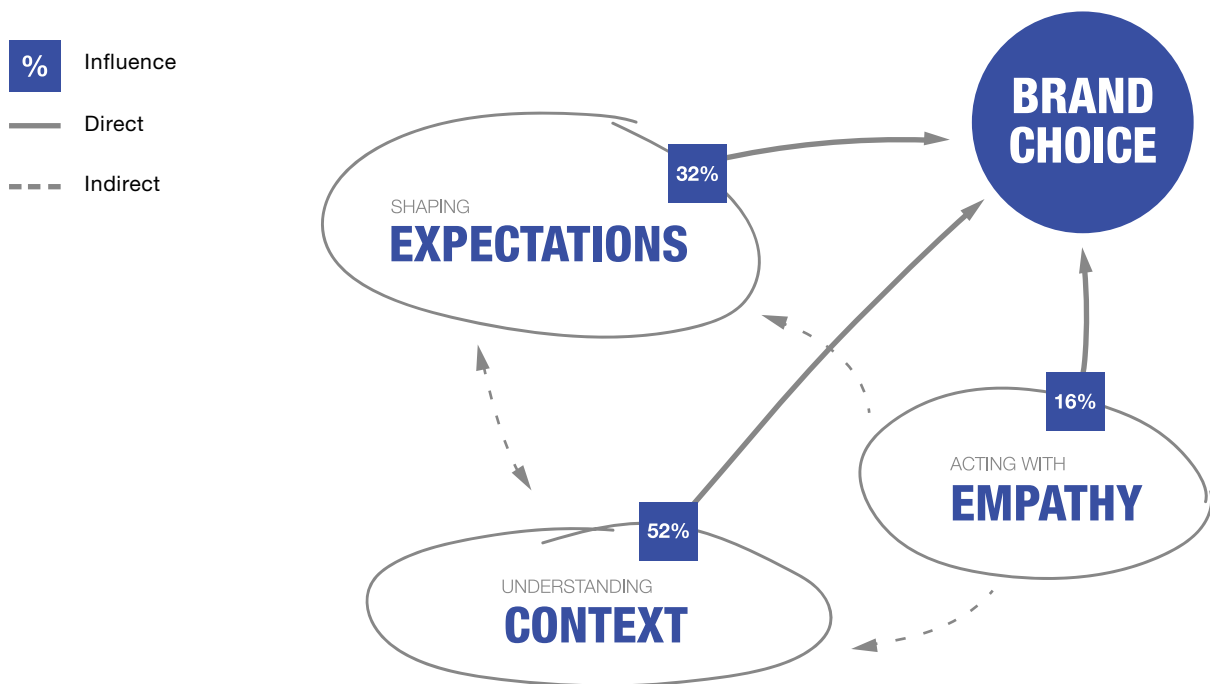 %
Influence
Direct
Indirect
BRAND
CHOICE
32%
SHAPING
EXPECTATIONS
16%
ACTING WITH
EMPATHY
52%
UNDERSTANDING
CONTEXT